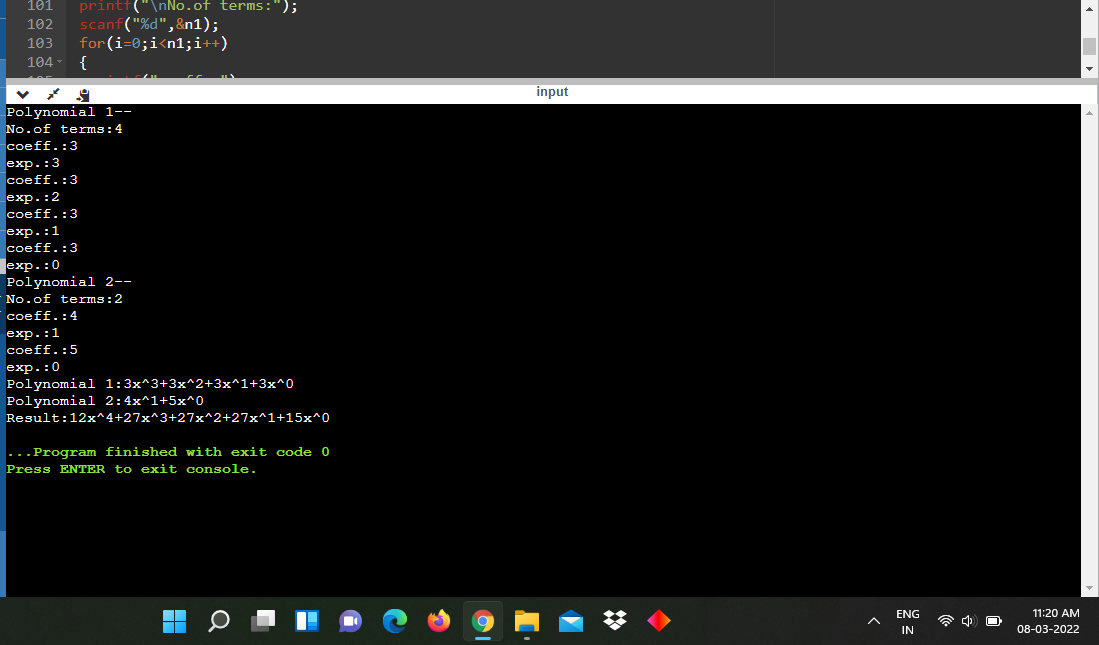 101 printf("\nNo.of terms:");
102 scanf("%d",&n1);
103 for(i=0;i<n1;i++)
104 {
input
Polynomial 1--
No.of terms:4
coeff.:3
exp.:3
coeff.:3
exp.:2
coeff.:3
exp.:1
coeff.:3
exp.:0
Polynomial 2--
No.of terms:2
coeff.:4
exp.:1
coeff.:5
exp.:0
Polynomial 1:3x^3+3x^2+3x^1+3x^0
Polynomial 2:4x^1+5x^0
Result:12x^4+27x^3+27x^2+27x^1+15x^0
...Program finished with exit code 0
Press ENTER to exit console.
ENG
IN
11:20 AM
08-03-2022